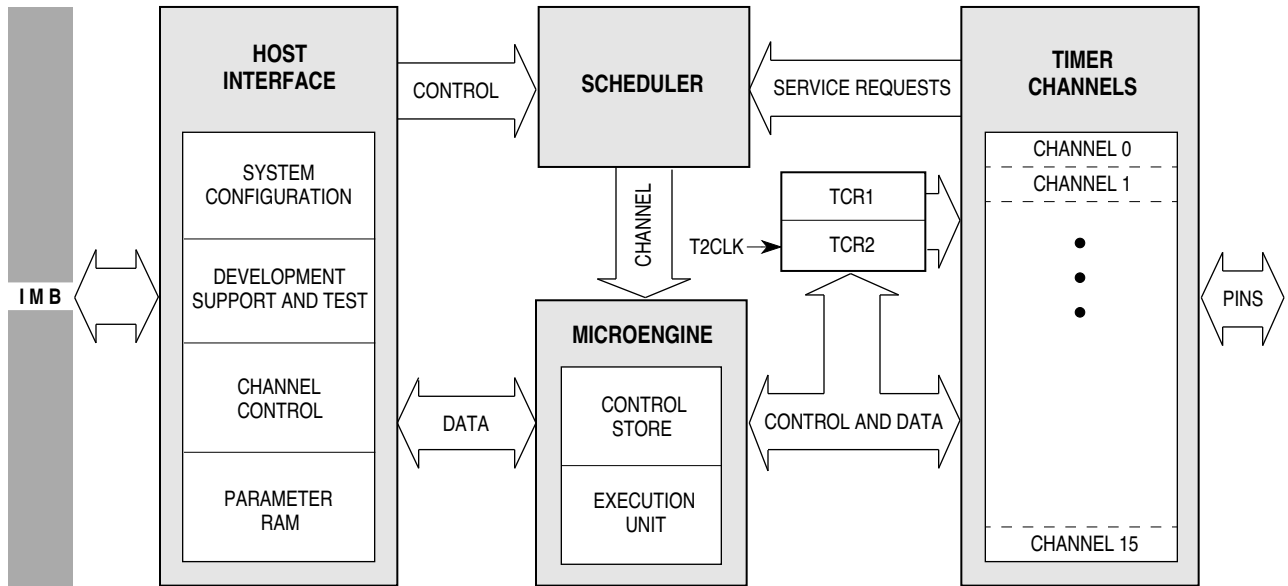 IMB
HOST
INTERFACE
SYSTEM
CONFIGURATION
DEVELOPMENT
SUPPORT AND TEST
CHANNEL
CONTROL
PARAMETER
RAM
CONTROL
SCHEDULER
SERVICE REQUESTS
CHANNEL
T2CLK
TCR1
TCR2
DATA
MICROENGINE
CONTROL
STORE
EXECUTION
UNIT
CONTROL AND DATA
TIMER
CHANNELS
CHANNEL 0
CHANNEL 1
CHANNEL 15
PINS